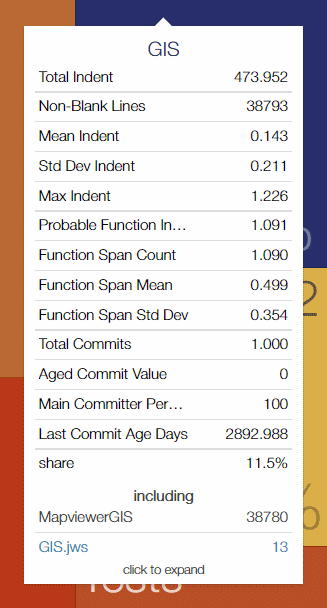 GIS
Total Indent 473.952
Non-Blank Lines 38793
Mean Indent 0.143
Std Dev Indent 0.211
Max Indent 1.226
Probable Function In… 1.091
Function Span Count 1.090
Function Span Mean 0.499
Function Span Std Dev 0.354
Total Commits 1.000
Aged Commit Value 0
Main Committer Per… 100
Last Commit Age Days 2892.988
share 11.5%
including
MapviewerGIS 38780
GIS.jws 13
click to expand